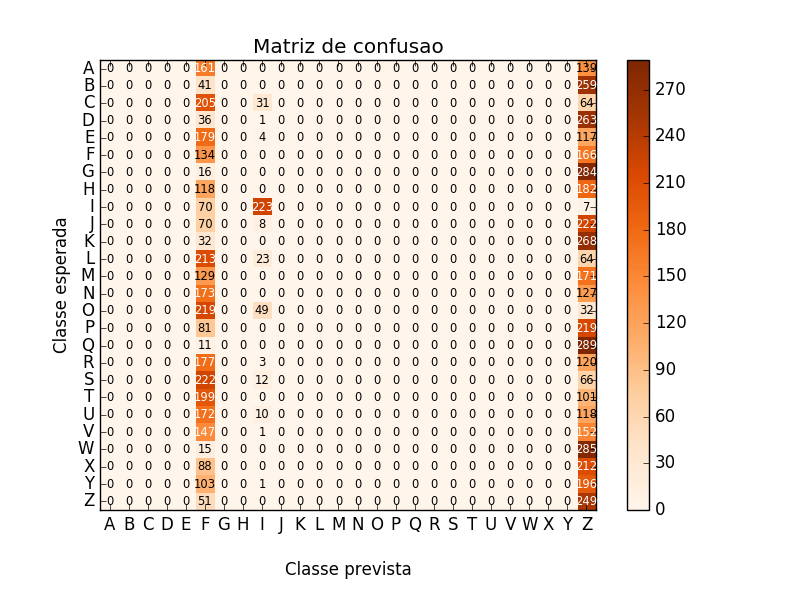 Matriz de confusao
A 0 0 0 0 0 161 0 0 0 0 0 0 0 0 0 0 0 0 0 0 0 0 0 0 0 139
B 0 0 0 0 0 41 0 0 0 0 0 0 0 0 0 0 0 0 0 0 0 0 0 0 0 259
C 0 0 0 0 0 205 0 0 31 0 0 0 0 0 0 0 0 0 0 0 0 0 0 0 0 64
D 0 0 0 0 0 36 0 0 1 0 0 0 0 0 0 0 0 0 0 0 0 0 0 0 0 263
E 0 0 0 0 0 179 0 0 4 0 0 0 0 0 0 0 0 0 0 0 0 0 0 0 0 117
F 0 0 0 0 0 134 0 0 0 0 0 0 0 0 0 0 0 0 0 0 0 0 0 0 0 166
G 0 0 0 0 0 16 0 0 0 0 0 0 0 0 0 0 0 0 0 0 0 0 0 0 0 284
H 0 0 0 0 0 118 0 0 0 0 0 0 0 0 0 0 0 0 0 0 0 0 0 0 0 182
I 0 0 0 0 0 70 0 0 223 0 0 0 0 0 0 0 0 0 0 0 0 0 0 0 0 7
J 0 0 0 0 0 70 0 0 8 0 0 0 0 0 0 0 0 0 0 0 0 0 0 0 0 222
K 0 0 0 0 0 32 0 0 0 0 0 0 0 0 0 0 0 0 0 0 0 0 0 0 0 268
L 0 0 0 0 0 213 0 0 23 0 0 0 0 0 0 0 0 0 0 0 0 0 0 0 0 64
M 0 0 0 0 0 129 0 0 0 0 0 0 0 0 0 0 0 0 0 0 0 0 0 0 0 171
N 0 0 0 0 0 173 0 0 0 0 0 0 0 0 0 0 0 0 0 0 0 0 0 0 0 127
O 0 0 0 0 0 219 0 0 49 0 0 0 0 0 0 0 0 0 0 0 0 0 0 0 0 32
P 0 0 0 0 0 81 0 0 0 0 0 0 0 0 0 0 0 0 0 0 0 0 0 0 0 219
Q 0 0 0 0 0 11 0 0 0 0 0 0 0 0 0 0 0 0 0 0 0 0 0 0 0 289
R 0 0 0 0 0 177 0 0 3 0 0 0 0 0 0 0 0 0 0 0 0 0 0 0 0 120
S 0 0 0 0 0 222 0 0 12 0 0 0 0 0 0 0 0 0 0 0 0 0 0 0 0 66
T 0 0 0 0 0 199 0 0 0 0 0 0 0 0 0 0 0 0 0 0 0 0 0 0 0 101
U 0 0 0 0 0 172 0 0 10 0 0 0 0 0 0 0 0 0 0 0 0 0 0 0 0 118
V 0 0 0 0 0 147 0 0 1 0 0 0 0 0 0 0 0 0 0 0 0 0 0 0 0 152
W 0 0 0 0 0 15 0 0 0 0 0 0 0 0 0 0 0 0 0 0 0 0 0 0 0 285
X 0 0 0 0 0 88 0 0 0 0 0 0 0 0 0 0 0 0 0 0 0 0 0 0 0 212
Y 0 0 0 0 0 103 0 0 1 0 0 0 0 0 0 0 0 0 0 0 0 0 0 0 0 196
Z 0 0 0 0 0 51 0 0 0 0 0 0 0 0 0 0 0 0 0 0 0 0 0 0 0 249
A B C D E F G H I J K L M N O P Q R S T U V W X Y Z
Classe prevista
Classe esperada
270
240
210
180
150
120
90
60
30
0